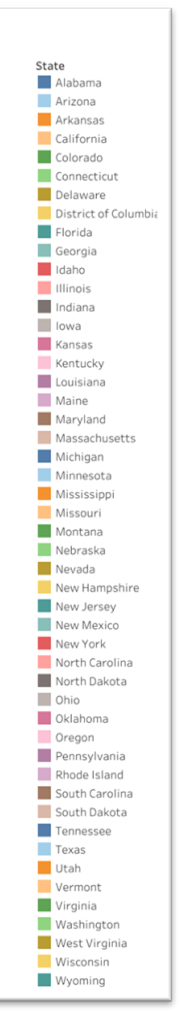 State
Alabama
Arizona
Arkansas
California
Colorado
Connecticut
Delaware
District of Columbia
Florida
Georgia
Idaho
Illinois
Indiana
Iowa
Kansas
Kentucky
Louisiana
Maine
Maryland
Massachusetts
Michigan
Minnesota
Mississippi
Missouri
Montana
Nebraska
Nevada
New Hampshire
New Jersey
New Mexico
New York
North Carolina
North Dakota
Ohio
Oklahoma
Oregon
Pennsylvania
Rhode Island
South Carolina
South Dakota
Tennessee
Texas
Utah
Vermont
Virginia
Washington
West Virginia
Wisconsin
Wyoming